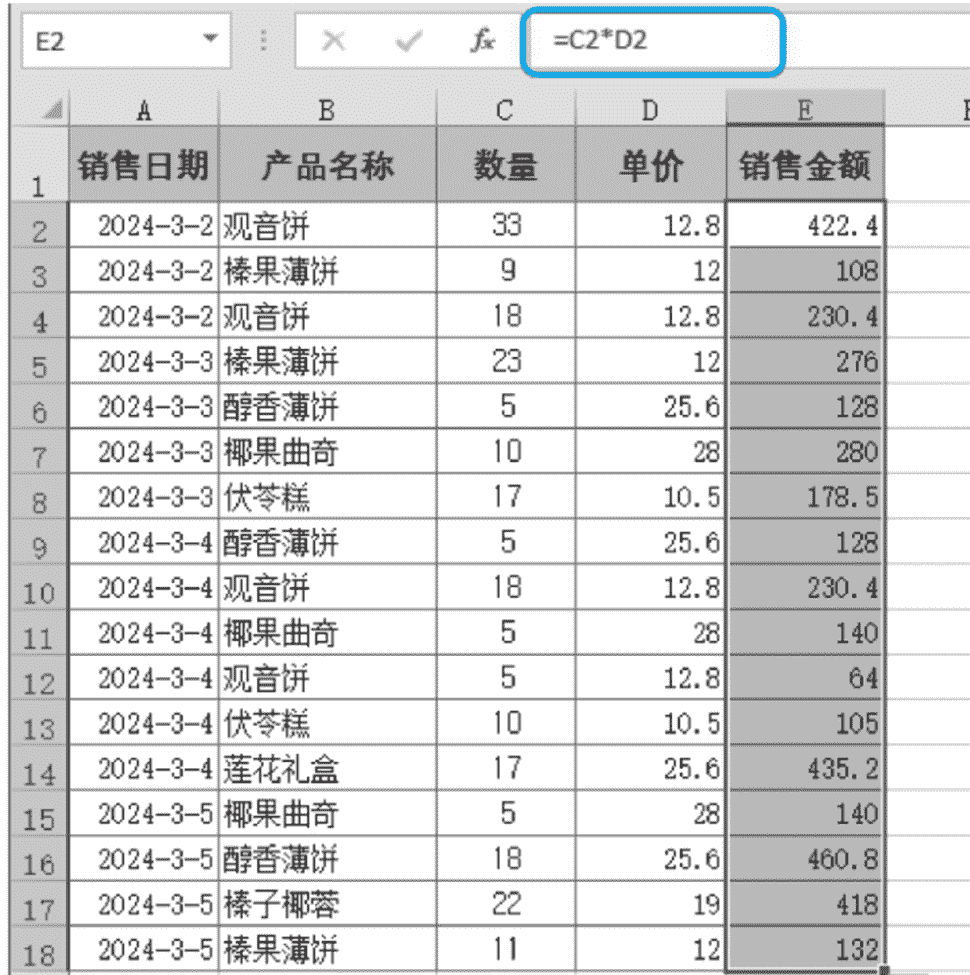 E2 fx =C2*D2
A B C D E
1 销售日期 产品名称 数量 单价 销售金额
2 2024-3-2 观音饼 33 12.8 422.4
3 2024-3-2 榛果薄饼 9 12 108
4 2024-3-2 观音饼 18 12.8 230.4
5 2024-3-3 榛果薄饼 23 12 276
6 2024-3-3 醇香薄饼 5 25.6 128
7 2024-3-3 椰果曲奇 10 28 280
8 2024-3-3 伏苓糕 17 10.5 178.5
9 2024-3-4 醇香薄饼 5 25.6 128
10 2024-3-4 观音饼 18 12.8 230.4
11 2024-3-4 椰果曲奇 5 28 140
12 2024-3-4 观音饼 5 12.8 64
13 2024-3-4 伏苓糕 10 10.5 105
14 2024-3-4 莲花礼盒 17 25.6 435.2
15 2024-3-5 椰果曲奇 5 28 140
16 2024-3-5 醇香薄饼 18 25.6 460.8
17 2024-3-5 榛子椰蓉 22 19 418
18 2024-3-5 榛果薄饼 11 12 132